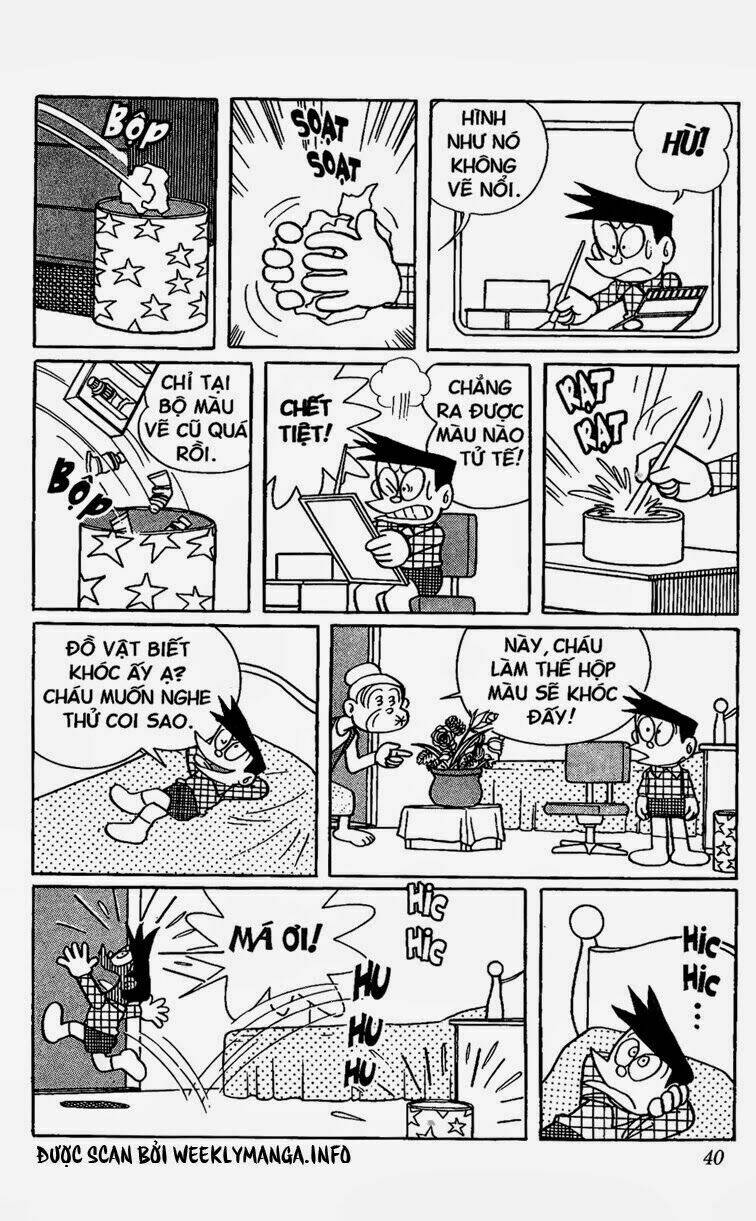 HỪ!
HÌNH
NHƯ NÓ
KHÔNG
VẼ NỔI.
SOẠT
SOẠT
BỘP
RẠT
RẠT
CHẲNG
RA ĐƯỢC
MÀU NÀO
TỬ TẾ!
CHẾT
TIỆT!
CHỈ TẠI
BỘ MÀU
VẼ CŨ QUÁ
RỒI.
BỘP
NÀY, CHÁU
LÀM THẾ HỘP
MÀU SẼ KHÓC
ĐẤY!
ĐỒ VẬT BIẾT
KHÓC ẤY Ạ?
CHÁU MUỐN NGHE
THỬ COI SAO.
HIC
HIC
...
HIC
HIC
HU
HU
HU
MÁ ƠI!
ĐƯỢC SCAN BỞI WEEKLYMANGA.INFO
40